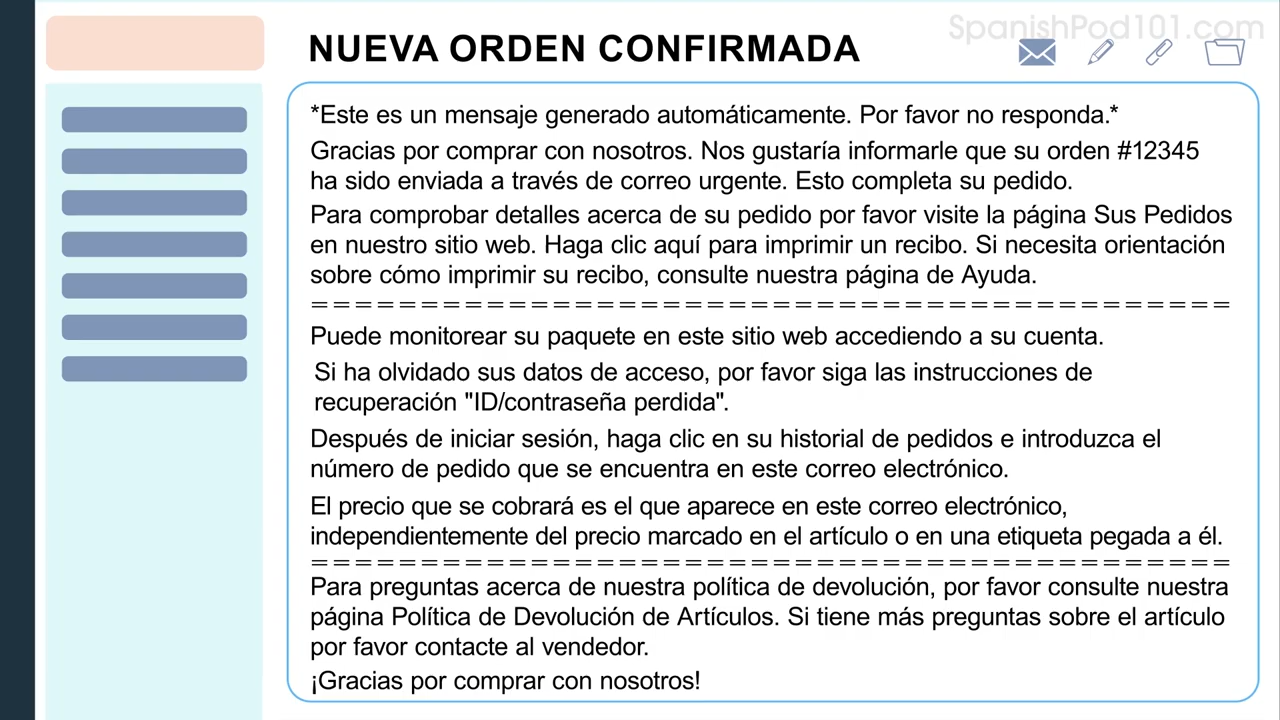 SpanishPod101.com
NUEVA ORDEN CONFIRMADA
*Este es un mensaje generado automáticamente. Por favor no responda.*
Gracias por comprar con nosotros. Nos gustaría informarle que su orden #12345
ha sido enviada a través de correo urgente. Esto completa su pedido.
Para comprobar detalles acerca de su pedido por favor visite la página Sus Pedidos
en nuestro sitio web. Haga clic aquí para imprimir un recibo. Si necesita orientación
sobre cómo imprimir su recibo, consulte nuestra página de Ayuda.
==========================================
Puede monitorear su paquete en este sitio web accediendo a su cuenta.
Si ha olvidado sus datos de acceso, por favor siga las instrucciones de
recuperación "ID/contraseña perdida".
Después de iniciar sesión, haga clic en su historial de pedidos e introduzca el
número de pedido que se encuentra en este correo electrónico.
El precio que se cobrará es el que aparece en este correo electrónico,
independientemente del precio marcado en el artículo o en una etiqueta pegada a él.
==========================================
Para preguntas acerca de nuestra política de devolución, por favor consulte nuestra
página Política de Devolución de Artículos. Si tiene más preguntas sobre el artículo
por favor contacte al vendedor.
¡Gracias por comprar con nosotros!